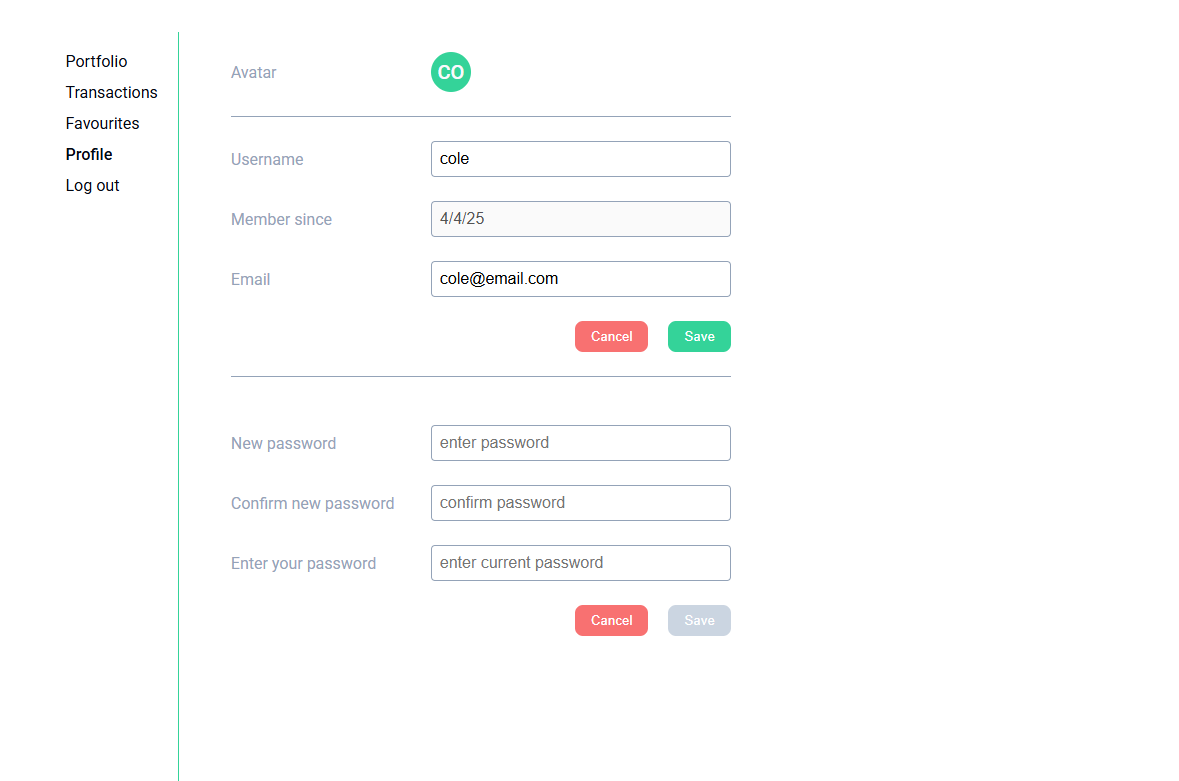 Portfolio
Transactions
Favourites
Profile
Log out
Avatar CO
Username cole
Member since 4/4/25
Email cole@email.com
Cancel Save
New password enter password
Confirm new password confirm password
Enter your password enter current password
Cancel Save